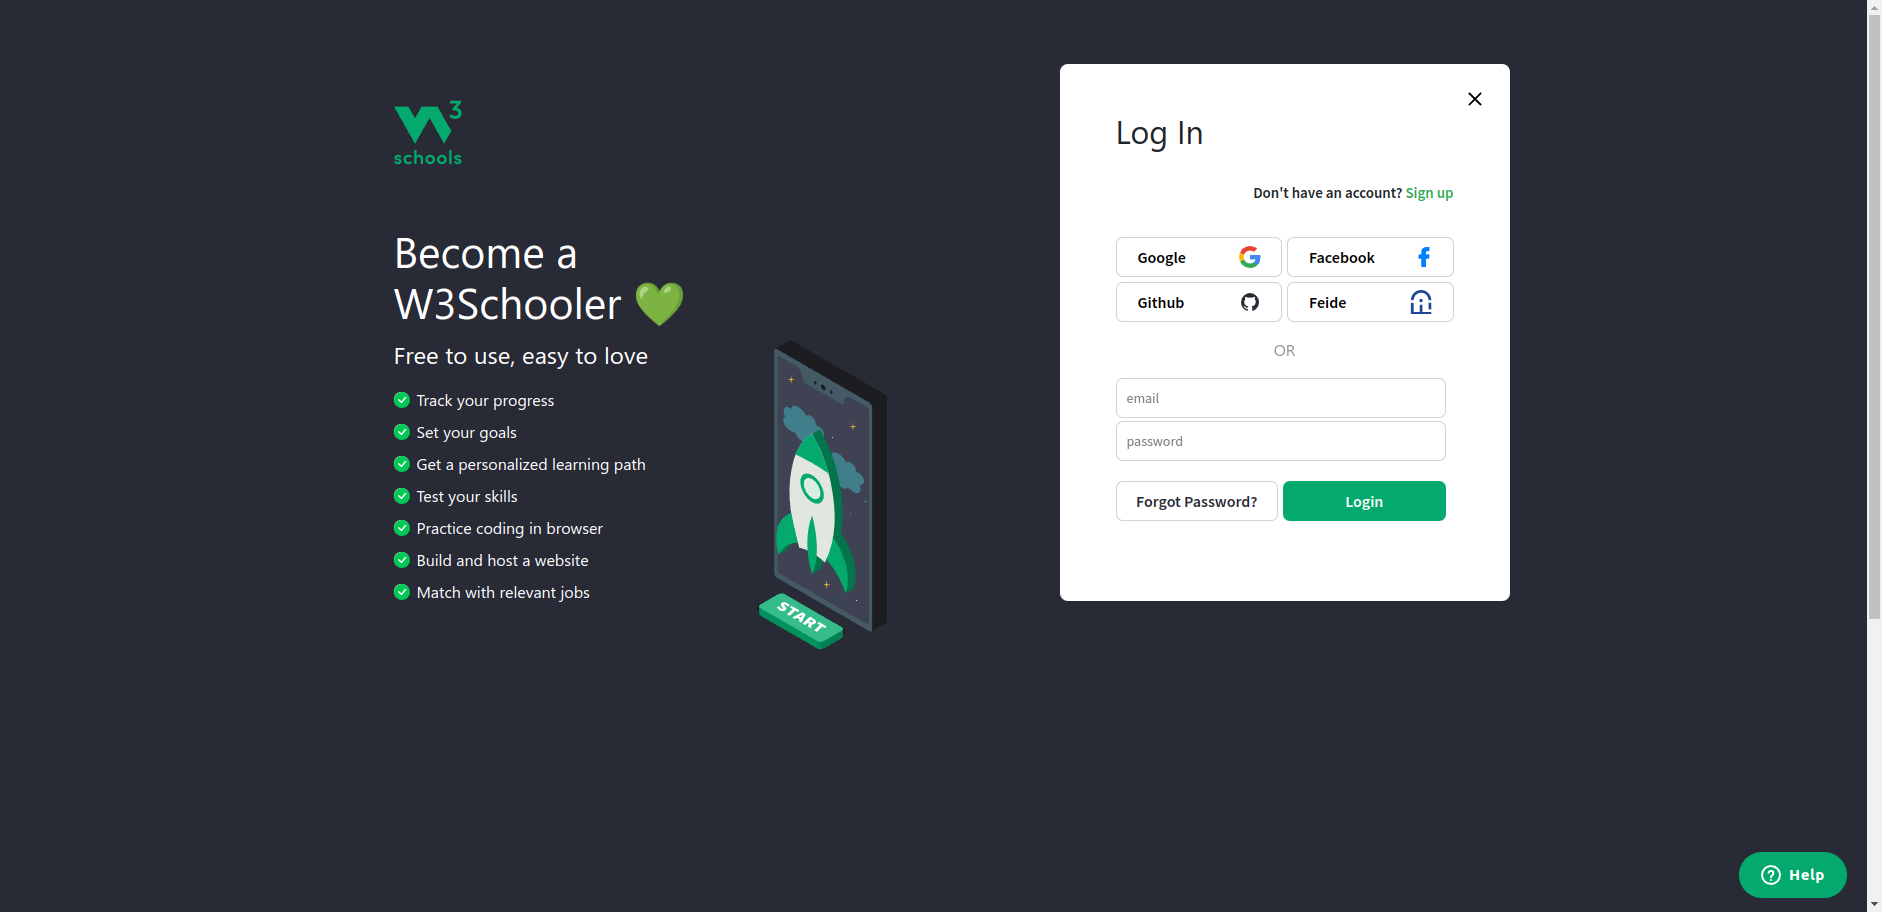 W3
schools
Become a
W3Schooler 💚
Free to use, easy to love
Track your progress
Set your goals
Get a personalized learning path
Test your skills
Practice coding in browser
Build and host a website
Match with relevant jobs
START
Log In
Don't have an account? Sign up
Google
Facebook
Github
Feide
OR
email
password
Forgot Password?
Login
Help